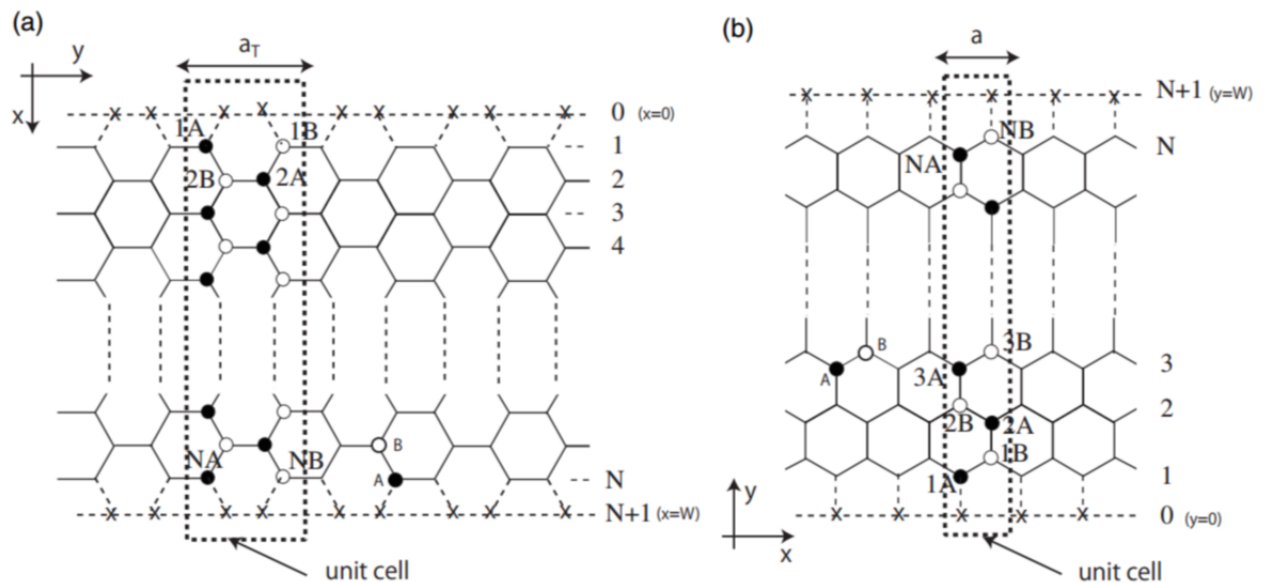 (a)
y
x
a_T
0 (x=0)
1A
1B
1
2B
2A
2
3
4
NA
NB
B
A
N
N+1 (x=W)
unit cell
(b)
a
N+1 (y=W)
NB
NA
N
B
A
3B
3A
3
2B
2A
2
1B
1A
1
0 (y=0)
y
x
unit cell